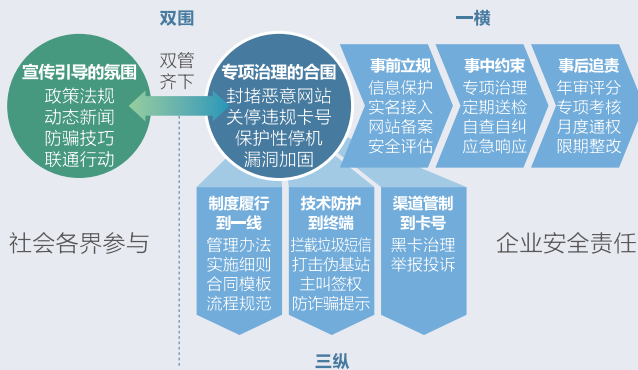 双围
一横
双管
齐下
宣传引导的氛围
政策法规
动态新闻
防骗技巧
联通行动
专项治理的合围
封堵恶意网站
关停违规卡号
保护性停机
漏洞加固
事前立规
信息保护
实名接入
网站备案
安全评估
事中约束
专项治理
定期送检
自查自纠
应急响应
事后追责
年审评分
专项考核
月度通权
限期整改
制度履行
到一线
管理办法
实施细则
合同模板
流程规范
技术防护
到终端
拦截垃圾短信
打击伪基站
主叫签权
防诈骗提示
渠道管制
到卡号
黑卡治理
举报投诉
社会各界参与
企业安全责任
三纵